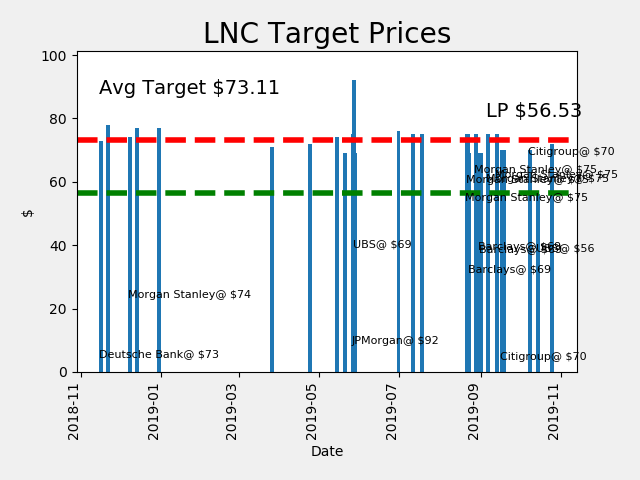 LNC Target Prices
100
Avg Target $73.11
LP $56.53
80
Citigroup@ $70
Morgan Stanley@ $75
60
Morgan Stanley@ $75
$
40
UBS@ $69
Barclays@ $69
$56
Barclays@ $69
Morgan Stanley@ $74
20
JPMorgan@ $92
Deutsche Bank@ $73
Citigroup@ $70
0
2018-11
2019-01
2019-03
2019-05
2019-07
2019-09
2019-11
Date